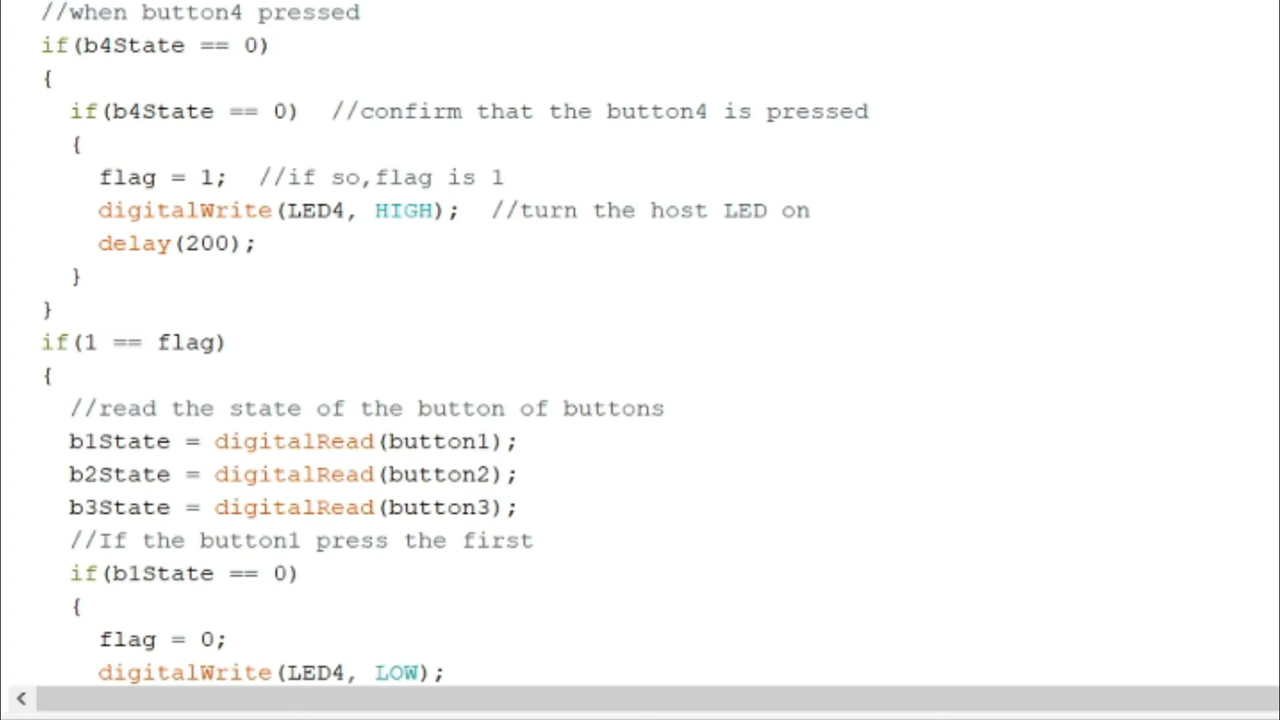 //when button4 pressed
if(b4State == 0)
{
if(b4State == 0)  //confirm that the button4 is pressed
{
flag = 1;  //if so,flag is 1
digitalWrite(LED4, HIGH);  //turn the host LED on
delay(200);
}
}
if(1 == flag)
{
//read the state of the button of buttons
b1State = digitalRead(button1);
b2State = digitalRead(button2);
b3State = digitalRead(button3);
//If the button1 press the first
if(b1State == 0)
{
flag = 0;
digitalWrite(LED4, LOW);